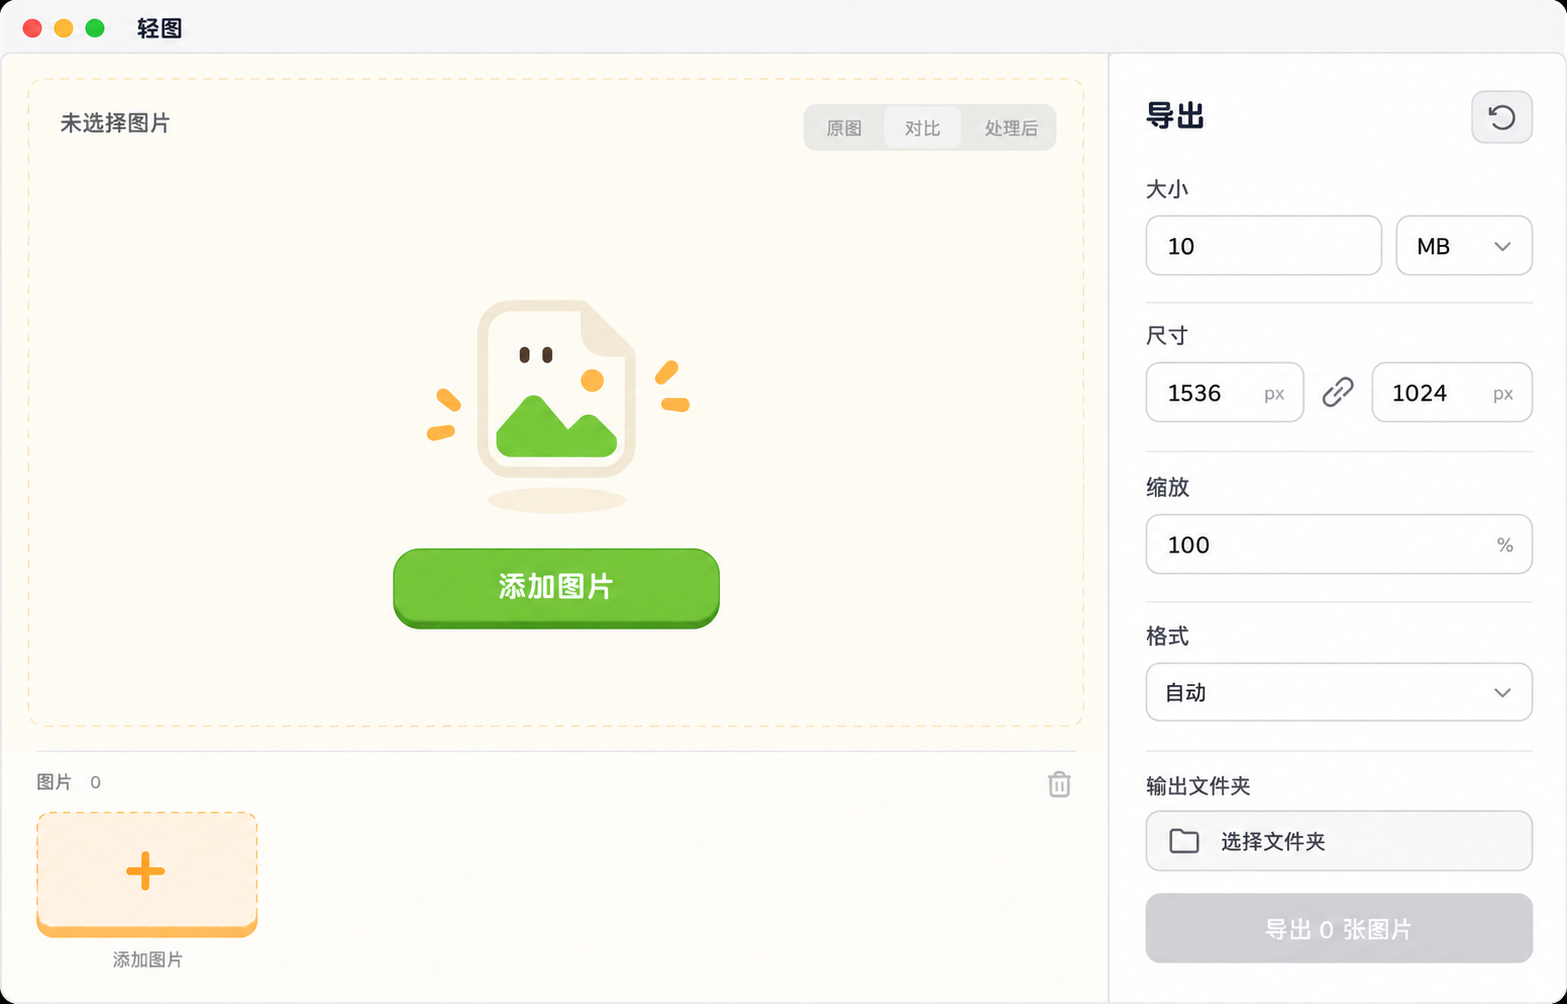 轻图
未选择图片
原图 对比 处理后
添加图片
图片 0
添加图片
导出
大小
10 MB
尺寸
1536 px 1024 px
缩放
100 %
格式
自动
输出文件夹
选择文件夹
导出 0 张图片